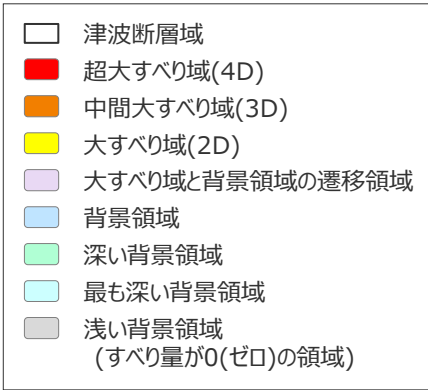 津波断層域
超大すべり域(4D)
中間大すべり域(3D)
大すべり域(2D)
大すべり域と背景領域の遷移領域
背景領域
深い背景領域
最も深い背景領域
浅い背景領域
(すべり量が0(ゼロ)の領域)